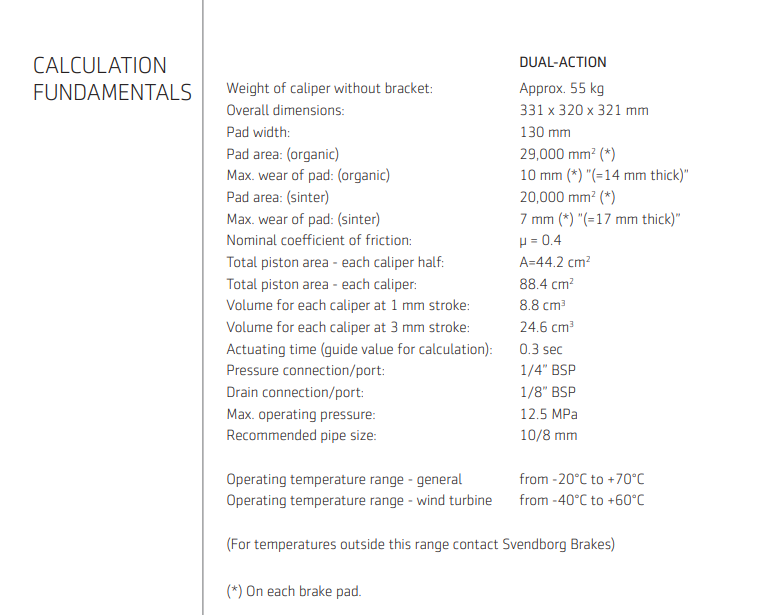 CALCULATION
FUNDAMENTALS
DUAL-ACTION
Weight of caliper without bracket: Approx. 55 kg
Overall dimensions: 331 x 320 x 321 mm
Pad width: 130 mm
Pad area: (organic) 29,000 mm² (*)
Max. wear of pad: (organic) 10 mm (*) "(=14 mm thick)"
Pad area: (sinter) 20,000 mm² (*)
Max. wear of pad: (sinter) 7 mm (*) "(=17 mm thick)"
Nominal coefficient of friction: µ = 0.4
Total piston area - each caliper half: A=44.2 cm²
Total piston area - each caliper: 88.4 cm²
Volume for each caliper at 1 mm stroke: 8.8 cm³
Volume for each caliper at 3 mm stroke: 24.6 cm³
Actuating time (guide value for calculation): 0.3 sec
Pressure connection/port: 1/4" BSP
Drain connection/port: 1/8" BSP
Max. operating pressure: 12.5 MPa
Recommended pipe size: 10/8 mm
Operating temperature range - general from -20°C to +70°C
Operating temperature range - wind turbine from -40°C to +60°C
(For temperatures outside this range contact Svendborg Brakes)
(*) On each brake pad.